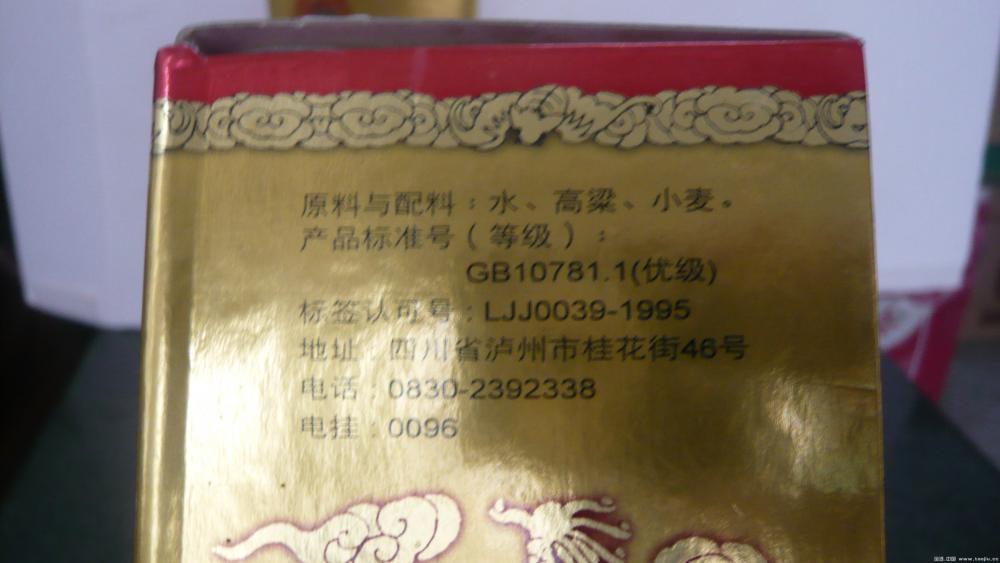 原料与配料：水、高粱、小麦。
产品标准号（等级）：
GB10781.1(优级)
标签认可号：LJJ0039-1995
地址：四川省泸州市桂花街46号
电话：0830-2392338
电挂：0096